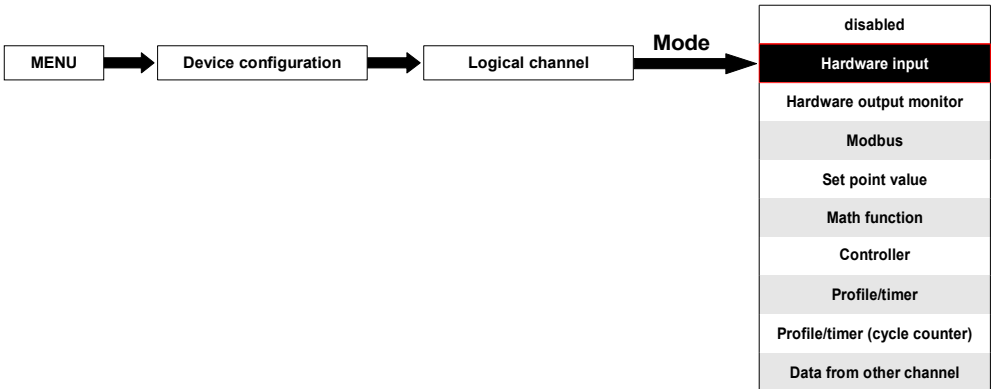 MENU
Device configuration
Logical channel
Mode
disabled
Hardware input
Hardware output monitor
Modbus
Set point value
Math function
Controller
Profile/timer
Profile/timer (cycle counter)
Data from other channel